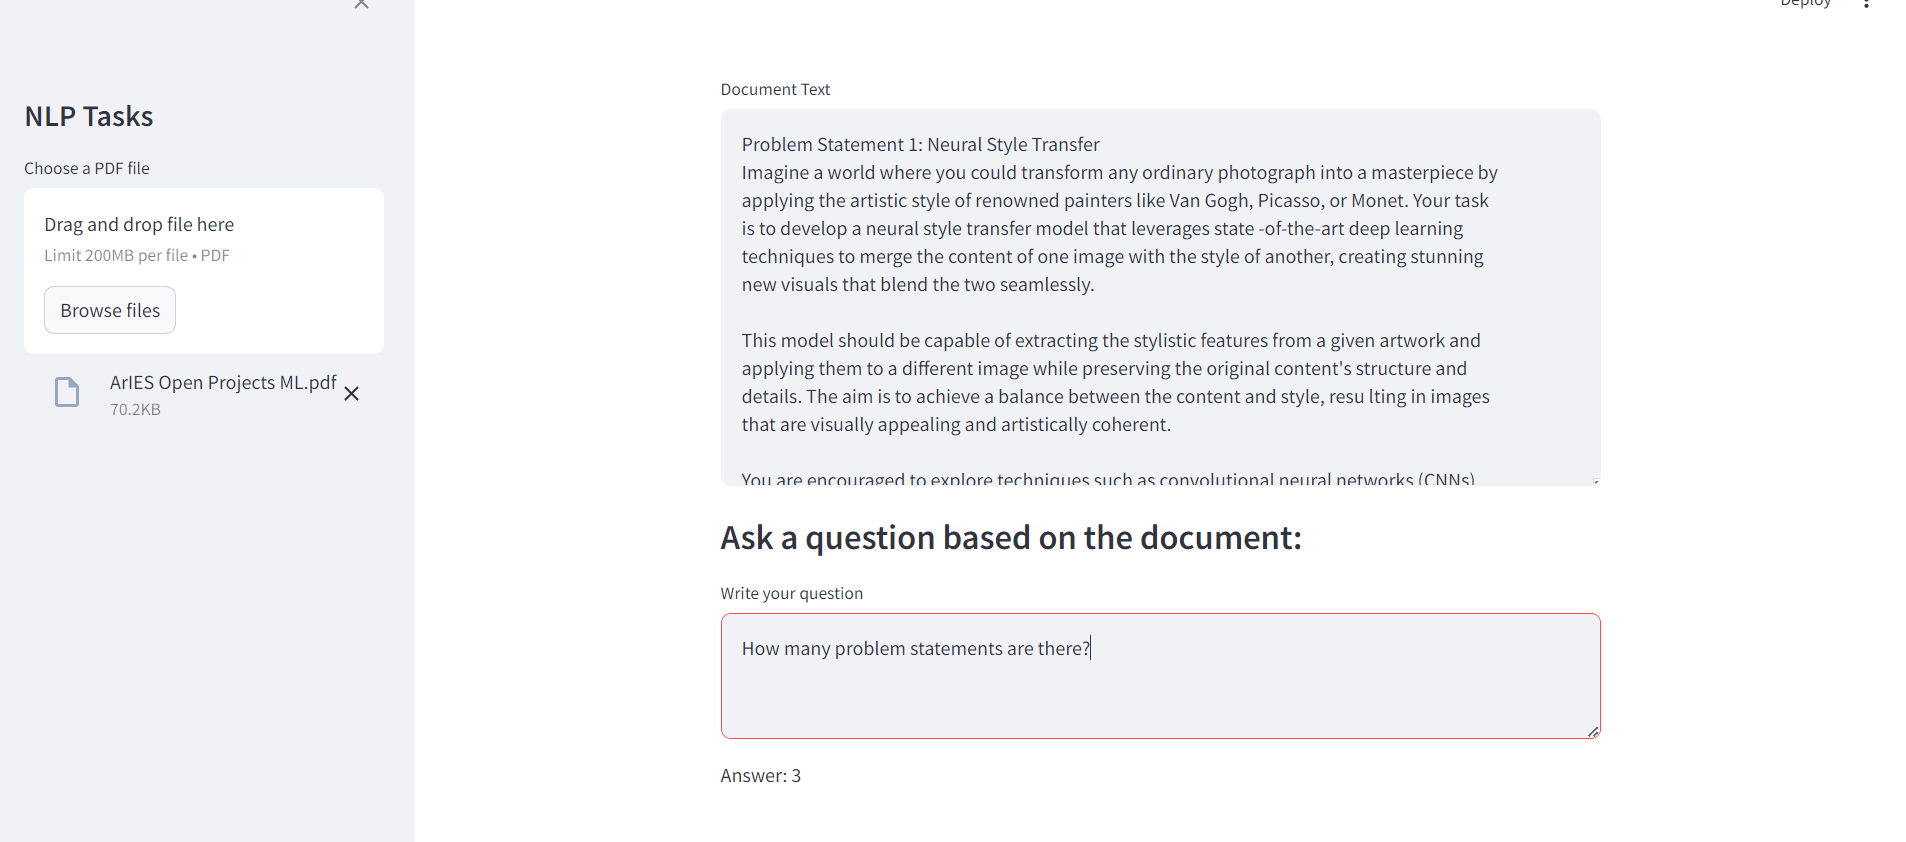 Deploy
NLP Tasks
Choose a PDF file
Drag and drop file here
Limit 200MB per file • PDF
Browse files
ArIES Open Projects ML.pdf
70.2KB
Document Text
Problem Statement 1: Neural Style Transfer
Imagine a world where you could transform any ordinary photograph into a masterpiece by
applying the artistic style of renowned painters like Van Gogh, Picasso, or Monet. Your task
is to develop a neural style transfer model that leverages state -of-the-art deep learning
techniques to merge the content of one image with the style of another, creating stunning
new visuals that blend the two seamlessly.
This model should be capable of extracting the stylistic features from a given artwork and
applying them to a different image while preserving the original content's structure and
details. The aim is to achieve a balance between the content and style, resu lting in images
that are visually appealing and artistically coherent.
You are encouraged to explore techniques such as convolutional neural networks (CNNs)
Ask a question based on the document:
Write your question
How many problem statements are there?
Answer: 3